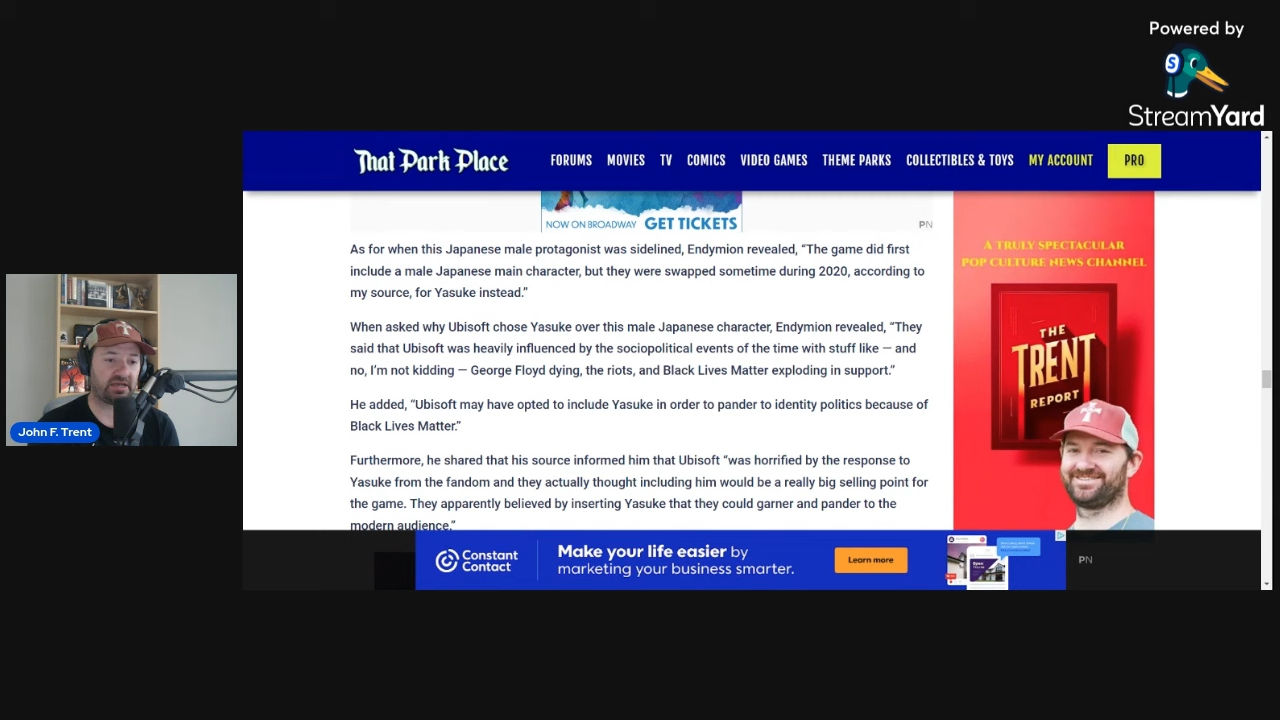 Powered by
S
StreamYard
That Park Place
FORUMS MOVIES TV COMICS VIDEO GAMES THEME PARKS COLLECTIBLES & TOYS MY ACCOUNT PRO
NOW ON BROADWAY GET TICKETS
PN
As for when this Japanese male protagonist was sidelined, Endymion revealed, “The game did first
include a male Japanese main character, but they were swapped sometime during 2020, according to
my source, for Yasuke instead.”
When asked why Ubisoft chose Yasuke over this male Japanese character, Endymion revealed, “They
said that Ubisoft was heavily influenced by the sociopolitical events of the time with stuff like — and
no, I’m not kidding — George Floyd dying, the riots, and Black Lives Matter exploding in support.”
He added, “Ubisoft may have opted to include Yasuke in order to pander to identity politics because of
Black Lives Matter.”
Furthermore, he shared that his source informed him that Ubisoft “was horrified by the response to
Yasuke from the fandom and they actually thought including him would be a really big selling point for
the game. They apparently believed by inserting Yasuke that they could garner and pander to the
modern audience.”
A TRULY SPECTACULAR
POP CULTURE NEWS CHANNEL
THE
TRENT
REPORT
John F. Trent
Constant
Contact
Make your life easier by
marketing your business smarter.
Learn more
PN